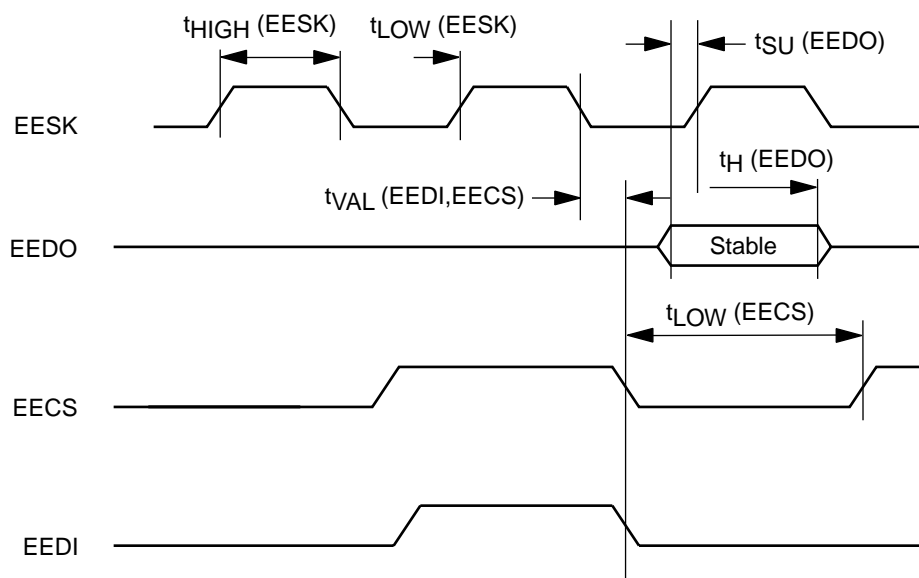 tHIGH (EESK)
tLOW (EESK)
tSU (EEDO)
EESK
tH (EEDO)
tVAL (EEDI,EECS)
EEDO
Stable
tLOW (EECS)
EECS
EEDI